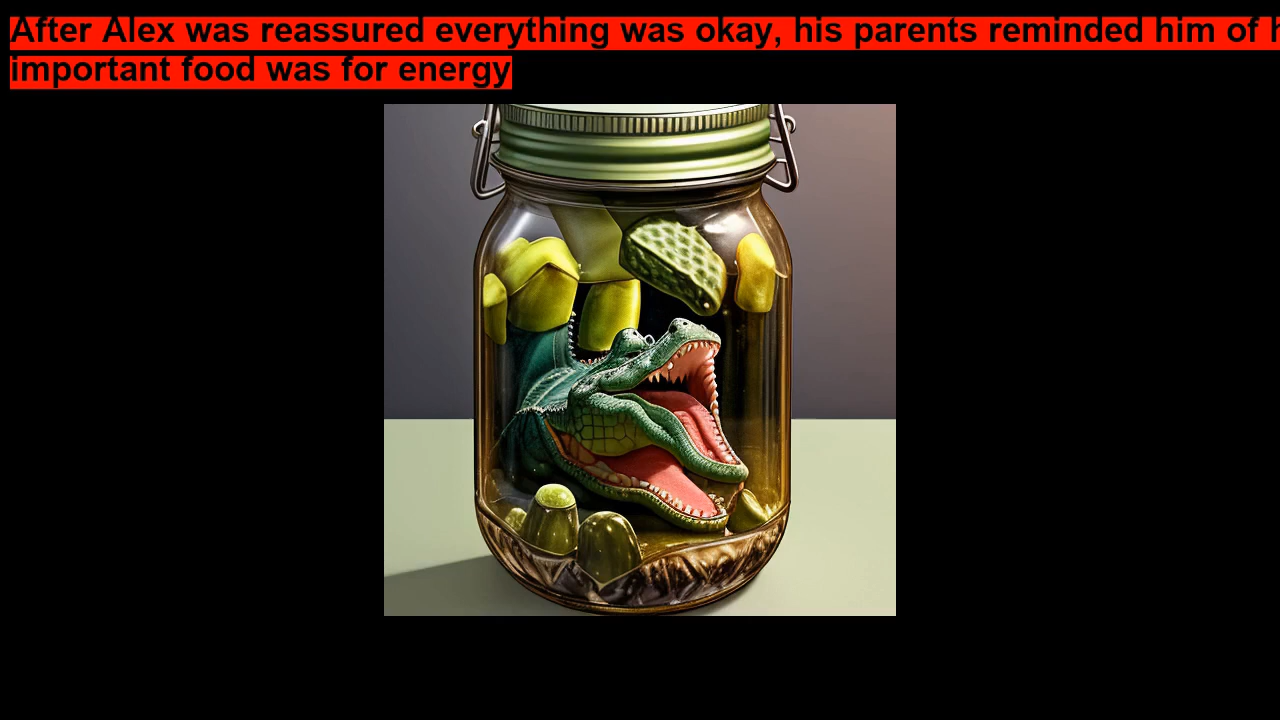 After Alex was reassured everything was okay, his parents reminded him of
important food was for energy